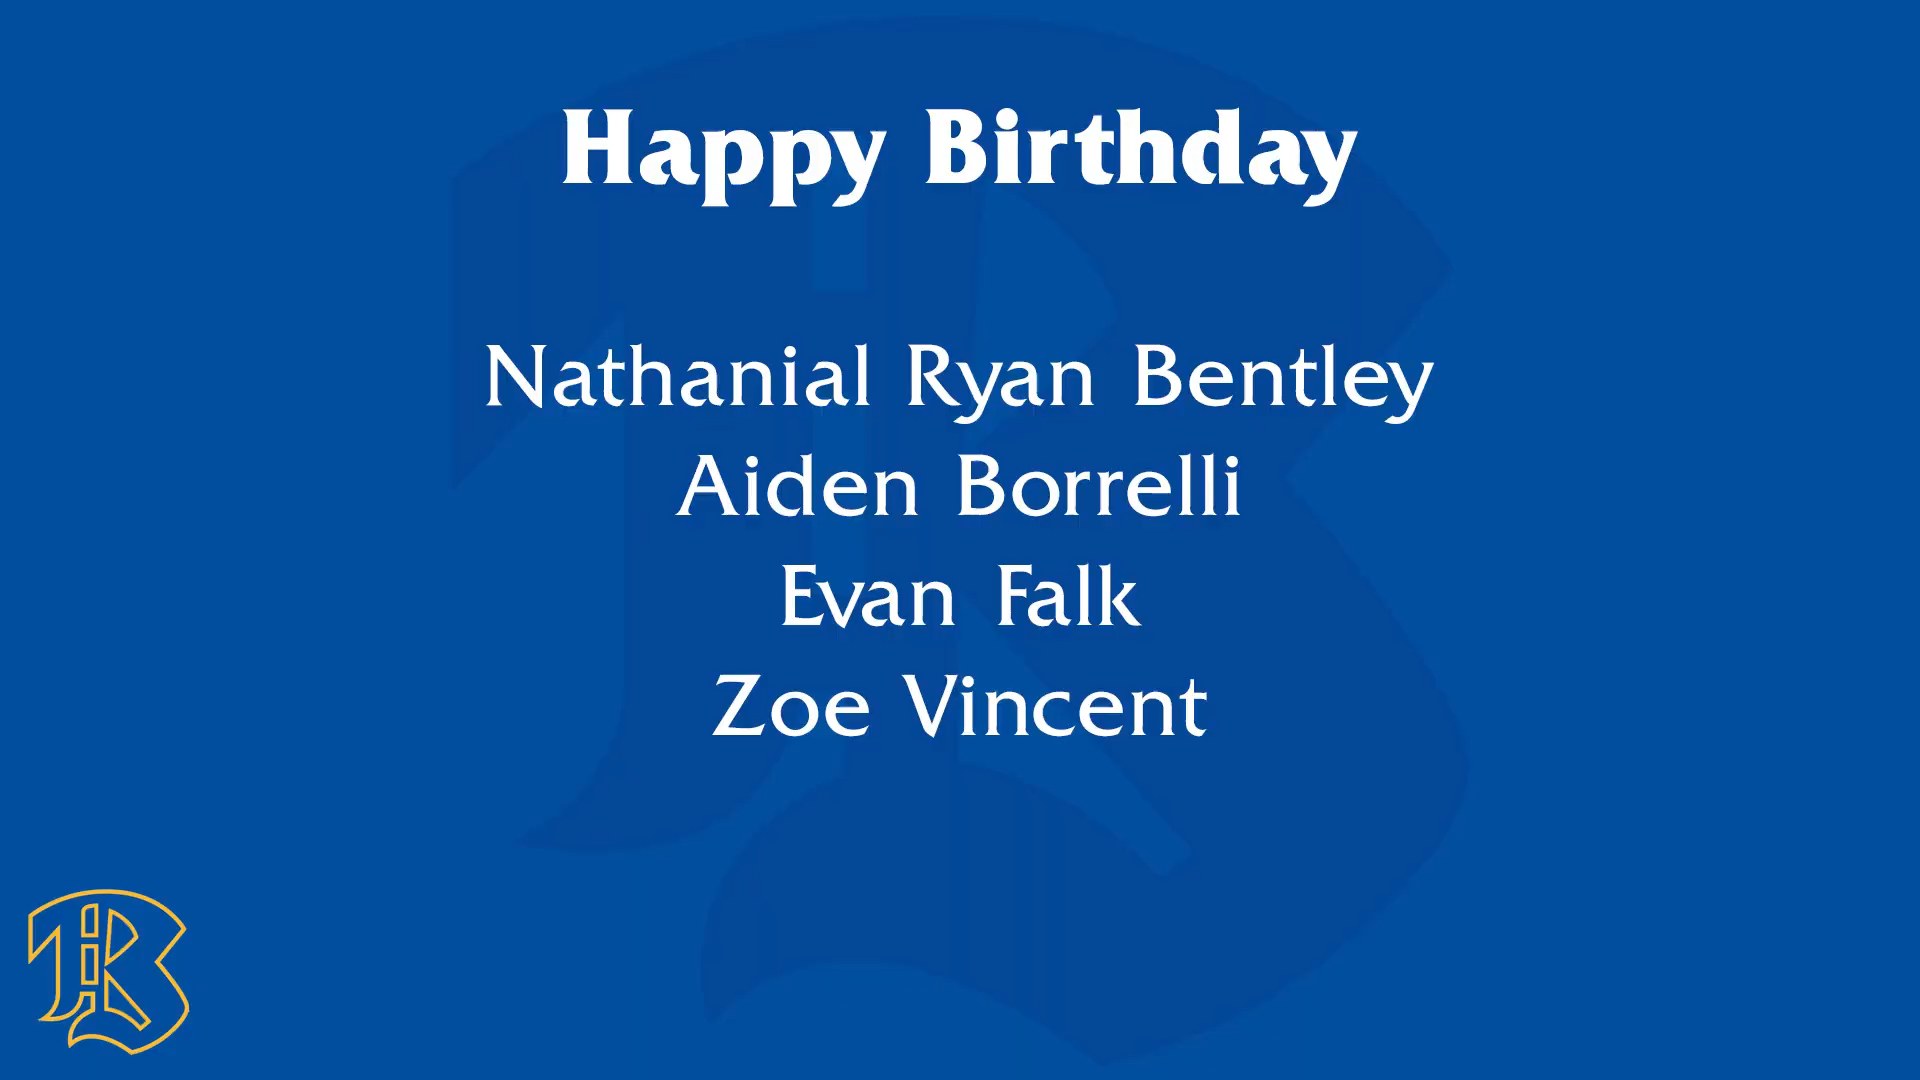 Happy Birthday
Nathanial Ryan Bentley
Aiden Borrelli
Evan Falk
Zoe Vincent
B